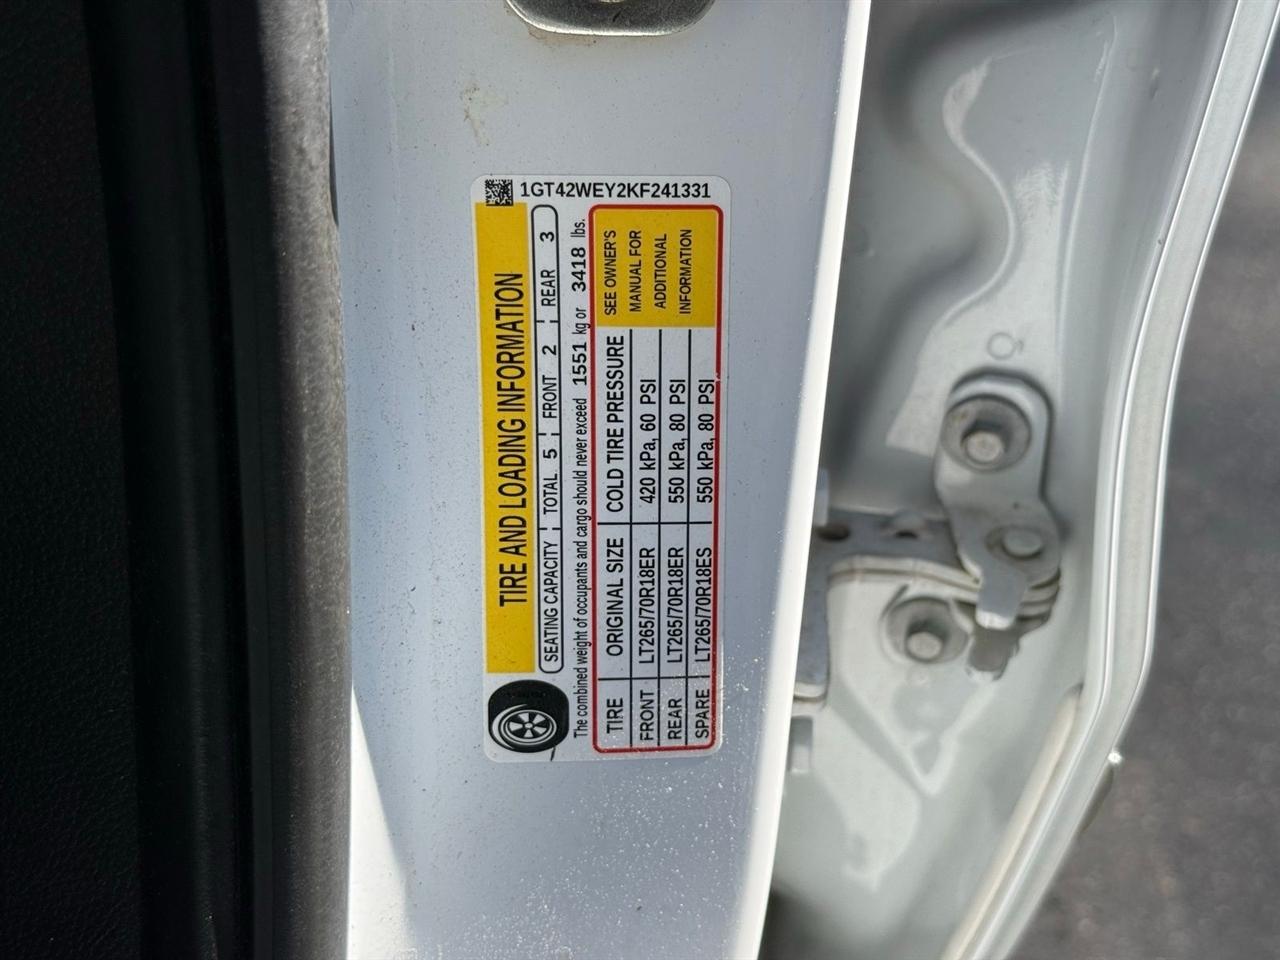 1GT42WEY2KF241331
TIRE AND LOADING INFORMATION
SEATING CAPACITY TOTAL 5 FRONT 2 REAR 3
The combined weight of occupants and cargo should never exceed 1551 kg or 3418 lbs.
TIRE ORIGINAL SIZE COLD TIRE PRESSURE
FRONT LT265/70R18ER 420 kPa, 60 PSI
REAR LT265/70R18ER 550 kPa, 80 PSI
SPARE LT265/70R18ES 550 kPa, 80 PSI
SEE OWNER'S
MANUAL FOR
ADDITIONAL
INFORMATION